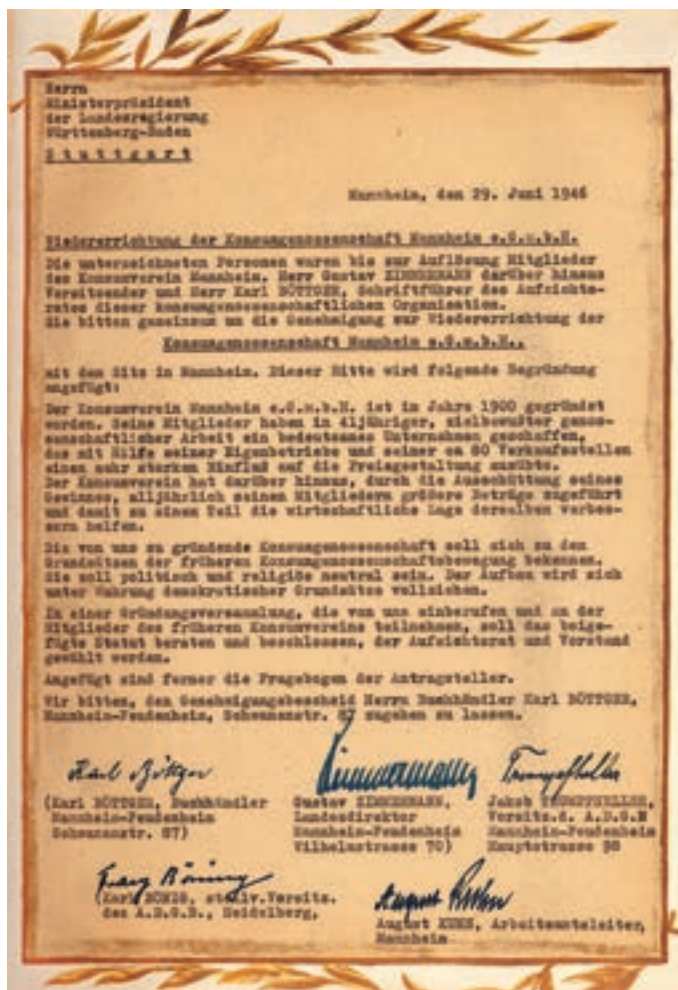 Herrn
Ministerpräsident
der Landesregierung
Württemberg-Baden
Stuttgart
Mannheim, den 29. Juni 1946
Wiedererrichtung der Konsumgenossenschaft Mannheim e.G.m.b.H.
Die unterzeichneten Personen waren bis zur Auflösung Mitglieder
des Konsumverein Mannheim. Herr Gustav ZIMMERMANN darüber hinaus
Vorsitzender und Herr Karl BÖTTGER, Schriftführer des Aufsichts-
rates dieser konsumgenossenschaftlichen Organisation.
Sie bitten gemeinsam um die Genehmigung zur Wiedererrichtung der
Konsumgenossenschaft Mannheim e.G.m.b.H.,
mit dem Sitz in Mannheim. Dieser Bitte wird folgende Begründung
angefügt:
Der Konsumverein Mannheim e.G.m.b.H. ist im Jahre 1900 gegründet
worden. Seine Mitglieder haben in 41jähriger, zielbewußter genos-
senschaftlicher Arbeit ein bedeutsames Unternehmen geschaffen,
das mit Hilfe seiner Eigenbetriebe und seiner ca 80 Verkaufsstellen
einen sehr starken Einfluß auf die Preisgestaltung ausübte.
Der Konsumverein hat darüber hinaus, durch die Ausschüttung seines
Gewinnes, alljährlich seinen Mitgliedern größere Beträge zugeführt
und damit zu einem Teil die wirtschaftliche Lage derselben verbes-
sern helfen.
Die von uns zu gründende Konsumgenossenschaft soll sich zu den
Grundsätzen der früheren Konsumgenossenschaftsbewegung bekennen.
Sie soll politisch und religiös neutral sein. Der Aufbau wird sich
unter Wahrung demokratischer Grundsätze vollziehen.
In einer Gründungsversammlung, die von uns einberufen und an der
Mitglieder des früheren Konsumvereins teilnehmen, soll das beige-
fügte Statut beraten und beschlossen, der Aufsichtsrat und Vorstand
gewählt werden.
Angefügt sind ferner die Fragebogen der Antragsteller.
Wir bitten, den Genehmigungsbescheid Herrn Buchhändler Karl BÖTTGER,
Mannheim-Feudenheim, Schwanenstr. 87 zugehen zu lassen.
Karl Böttger Zimmermann Trumpfheller
(Karl BÖTTGER, Buchhändler Gustav ZIMMERMANN, Jakob TRUMPFHELLER,
Mannheim-Feudenheim Landesdirektor Vorsitz.d. A.D.G.B
Schwanenstr. 87) Mannheim-Feudenheim Mannheim-Feudenheim
Wilhelmstrasse 70) Hauptstrasse 98
August Kuhn
des A.D.G.B., Heidelberg,
August KUHN, Arbeitsamtsleiter,
Mannheim